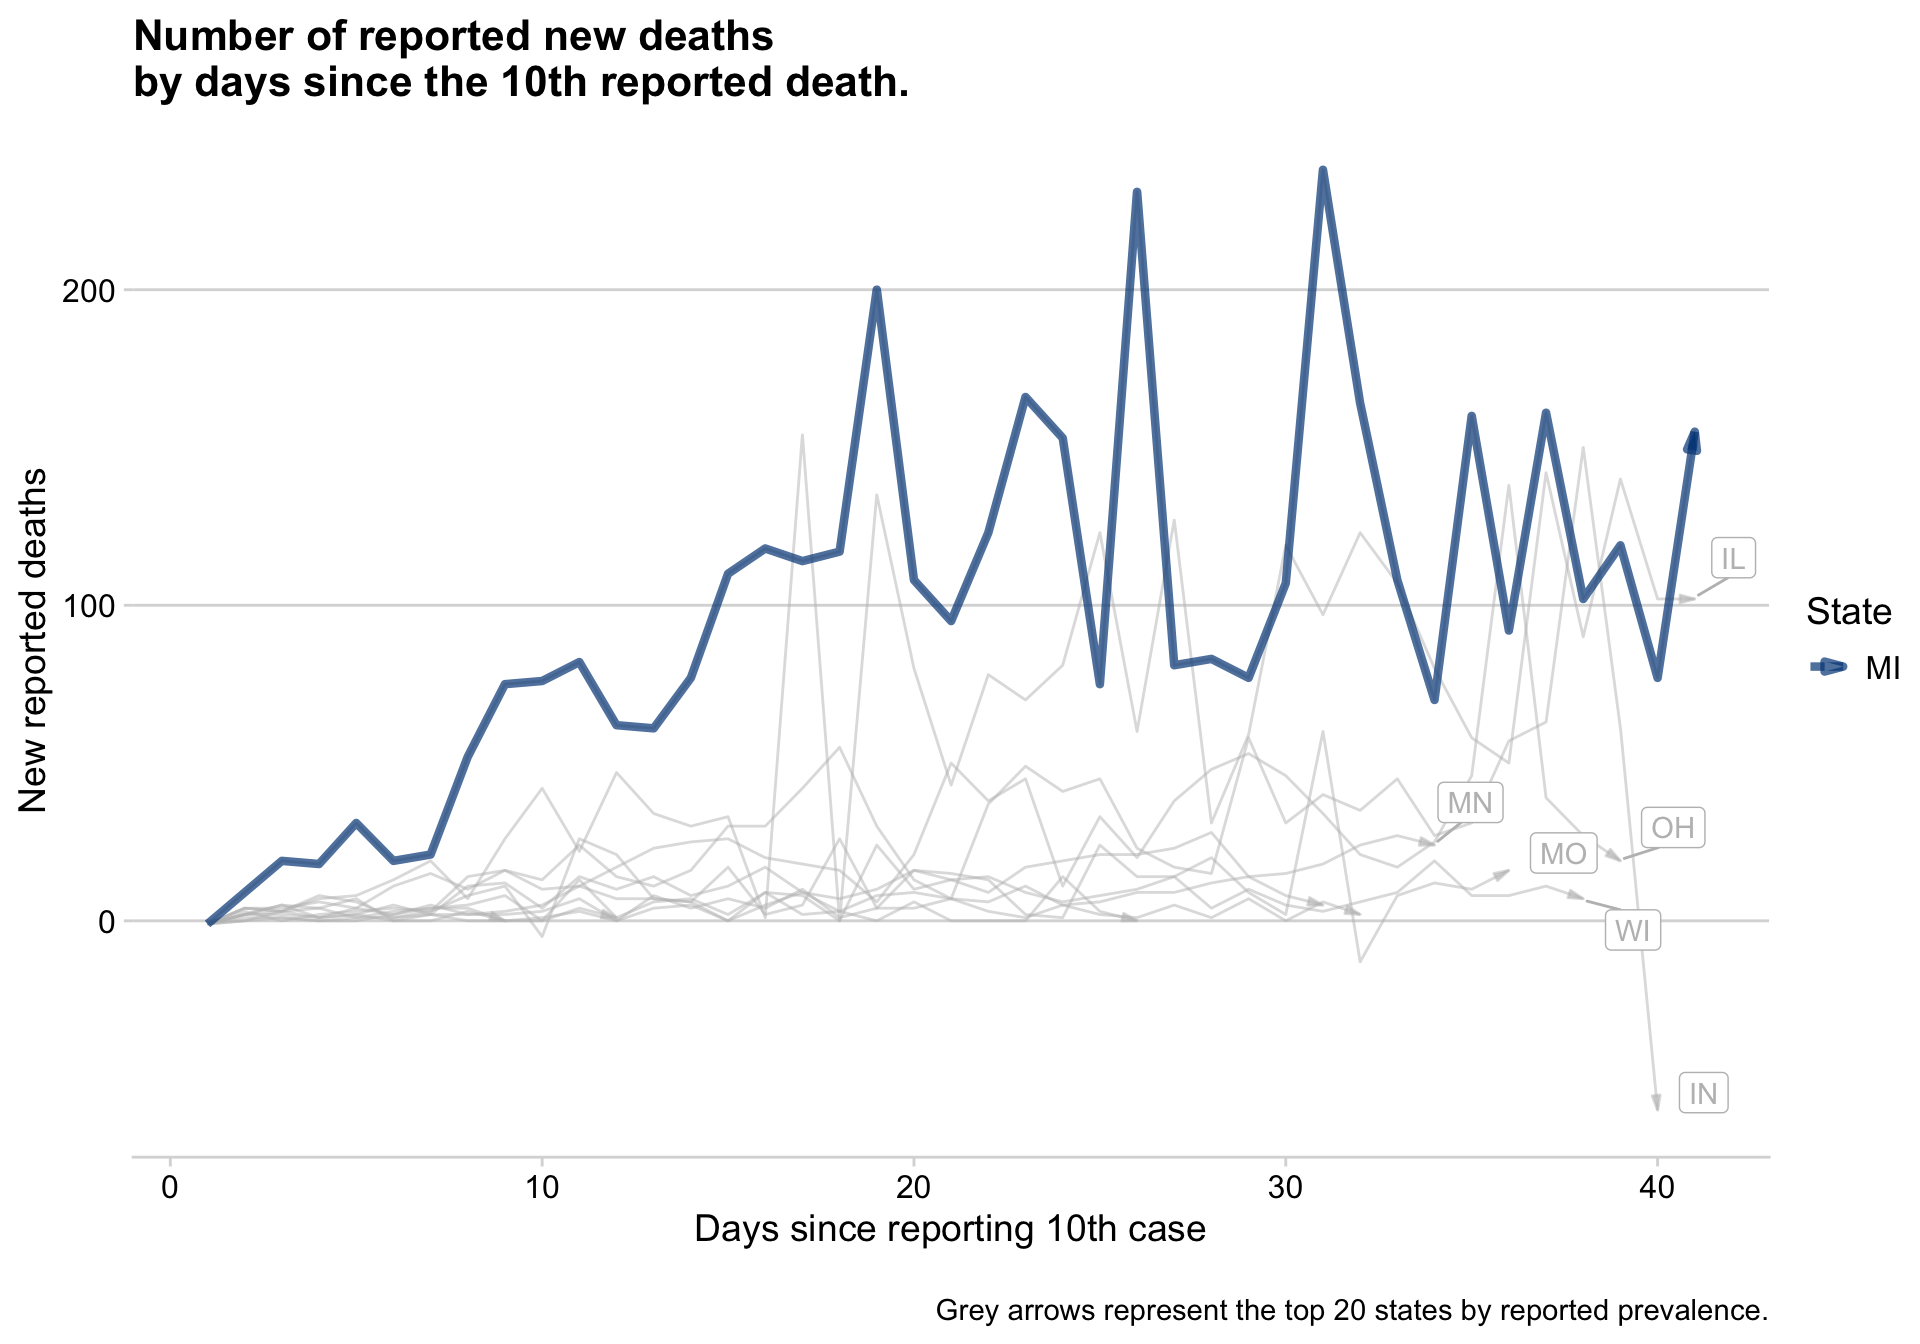 Number of reported new deaths
by days since the 10th reported death.
New reported deaths
200
100
0
IL
MN
OH
MO
WI
IN
State
MI
0 10 20 30 40
Days since reporting 10th case
Grey arrows represent the top 20 states by reported prevalence.